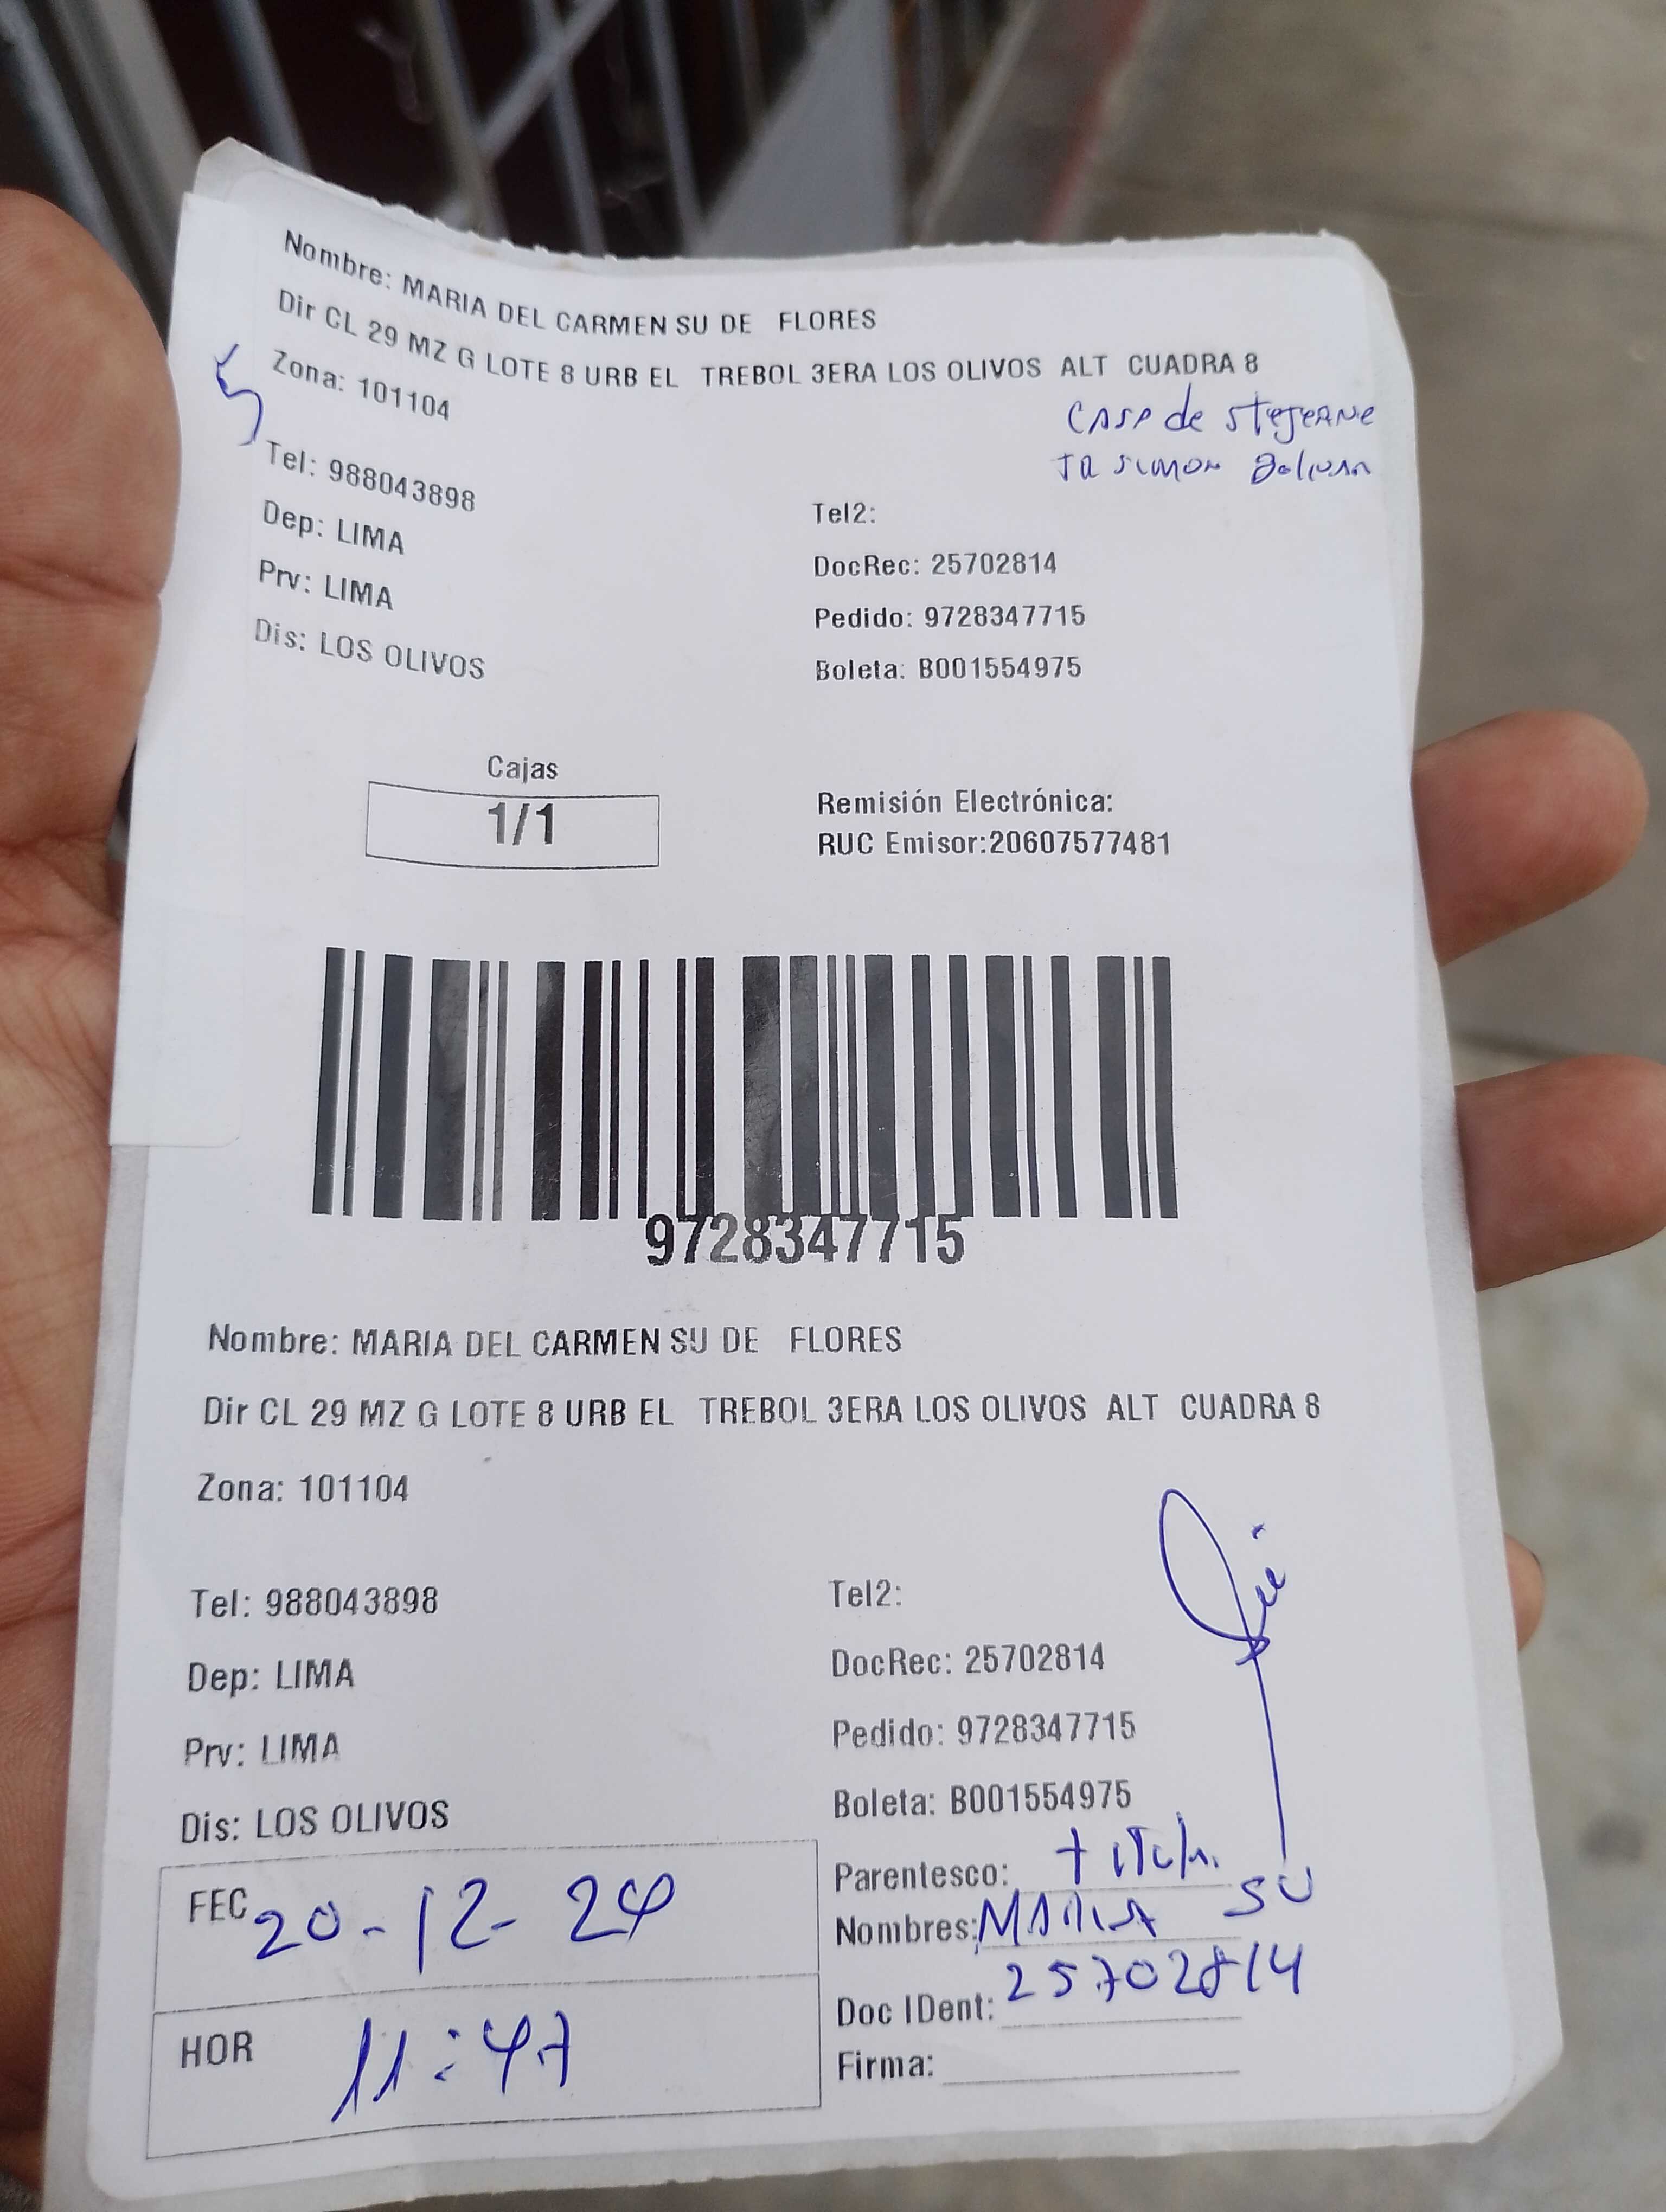 Nombre: MARIA DEL CARMEN SU DE FLORES
Dir CL 29 MZ G LOTE 8 URB EL TREBOL 3ERA LOS OLIVOS ALT CUADRA 8
Zona: 101104
CASA de
SIMON Bolivar
Tel: 988043898
Dep: LIMA
Prv: LIMA
Dis: LOS OLIVOS
Tel2:
DocRec: 25702814
Pedido: 9728347715
Boleta: B001554975
Cajas
1/1
Remisión Electrónica:
RUC Emisor:20607577481
9728347715
Nombre: MARIA DEL CARMEN SU DE FLORES
Dir CL 29 MZ G LOTE 8 URB EL TREBOL 3ERA LOS OLIVOS ALT CUADRA 8
Zona: 101104
Tel: 988043898
Dep: LIMA
Prv: LIMA
Dis: LOS OLIVOS
Tel2:
DocRec: 25702814
Pedido: 9728347715
Boleta: B001554975
FEC 20-12-24
HOR 11:47
Parentesco:
Nombres: MARIA SU
Doc IDent: 25702814
Firma: